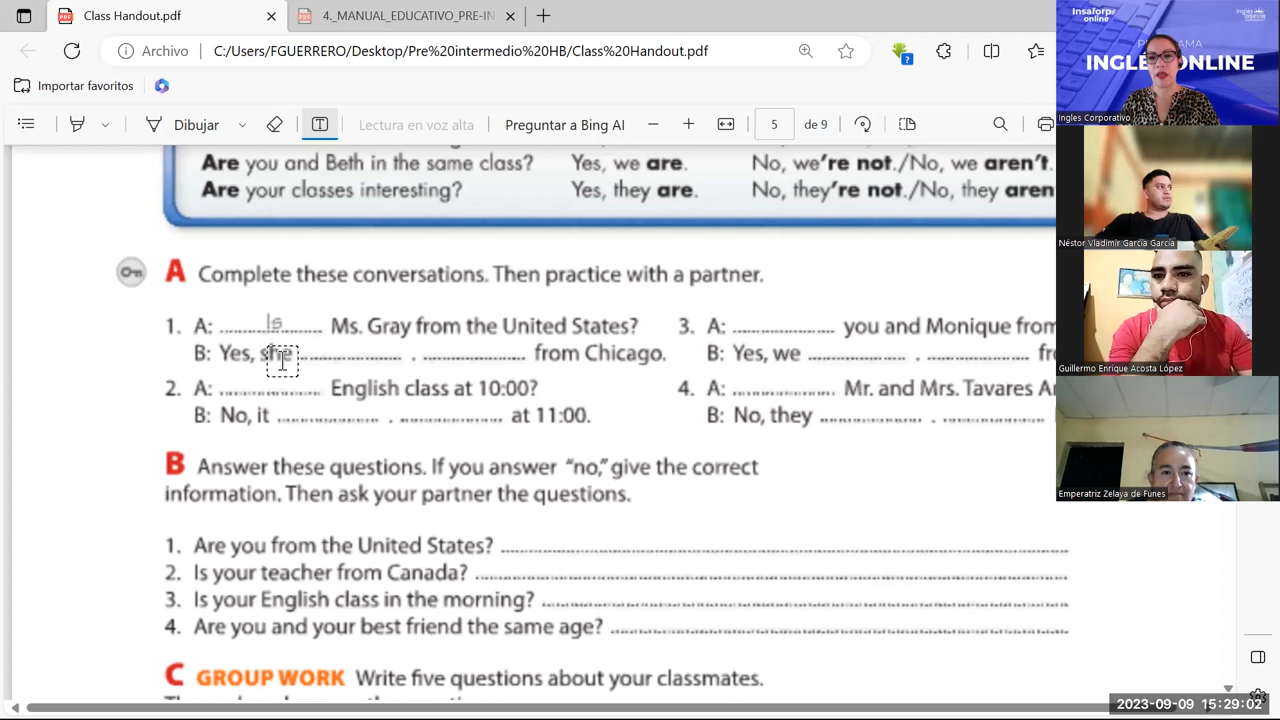 Class Handout.pdf
4._MANUAL EDUCATIVO_PRE-IN
Archivo
C:/Users/FGUERRERO/Desktop/Pre%20intermedio%20HB/Class%20Handout.pdf
Importar favoritos
Dibujar
Lectura en voz alta
Preguntar a Bing AI
5
de 9
Are you and Beth in the same class? Yes, we are. No, we're not./No, we aren't.
Are your classes interesting? Yes, they are. No, they're not./No, they aren
A Complete these conversations. Then practice with a partner.
1. A: Is Ms. Gray from the United States?
B: Yes, she ........ . ........ from Chicago.
2. A: ........ English class at 10:00?
B: No, it ........ . ........ at 11:00.
3. A: ........ you and Monique from
B: Yes, we ........ . ........ fr
4. A: ........ Mr. and Mrs. Tavares A
B: No, they ........ . ........
B Answer these questions. If you answer "no," give the correct
information. Then ask your partner the questions.
1. Are you from the United States?
2. Is your teacher from Canada?
3. Is your English class in the morning?
4. Are you and your best friend the same age?
C GROUP WORK Write five questions about your classmates.
Insaforp
online
INGLÉS ONLINE
Ingles Corporativo
Néstor Vladimir García García
Guillermo Enrique Acosta López
Emperatriz Zelaya de Funes
2023-09-09 15:29:02